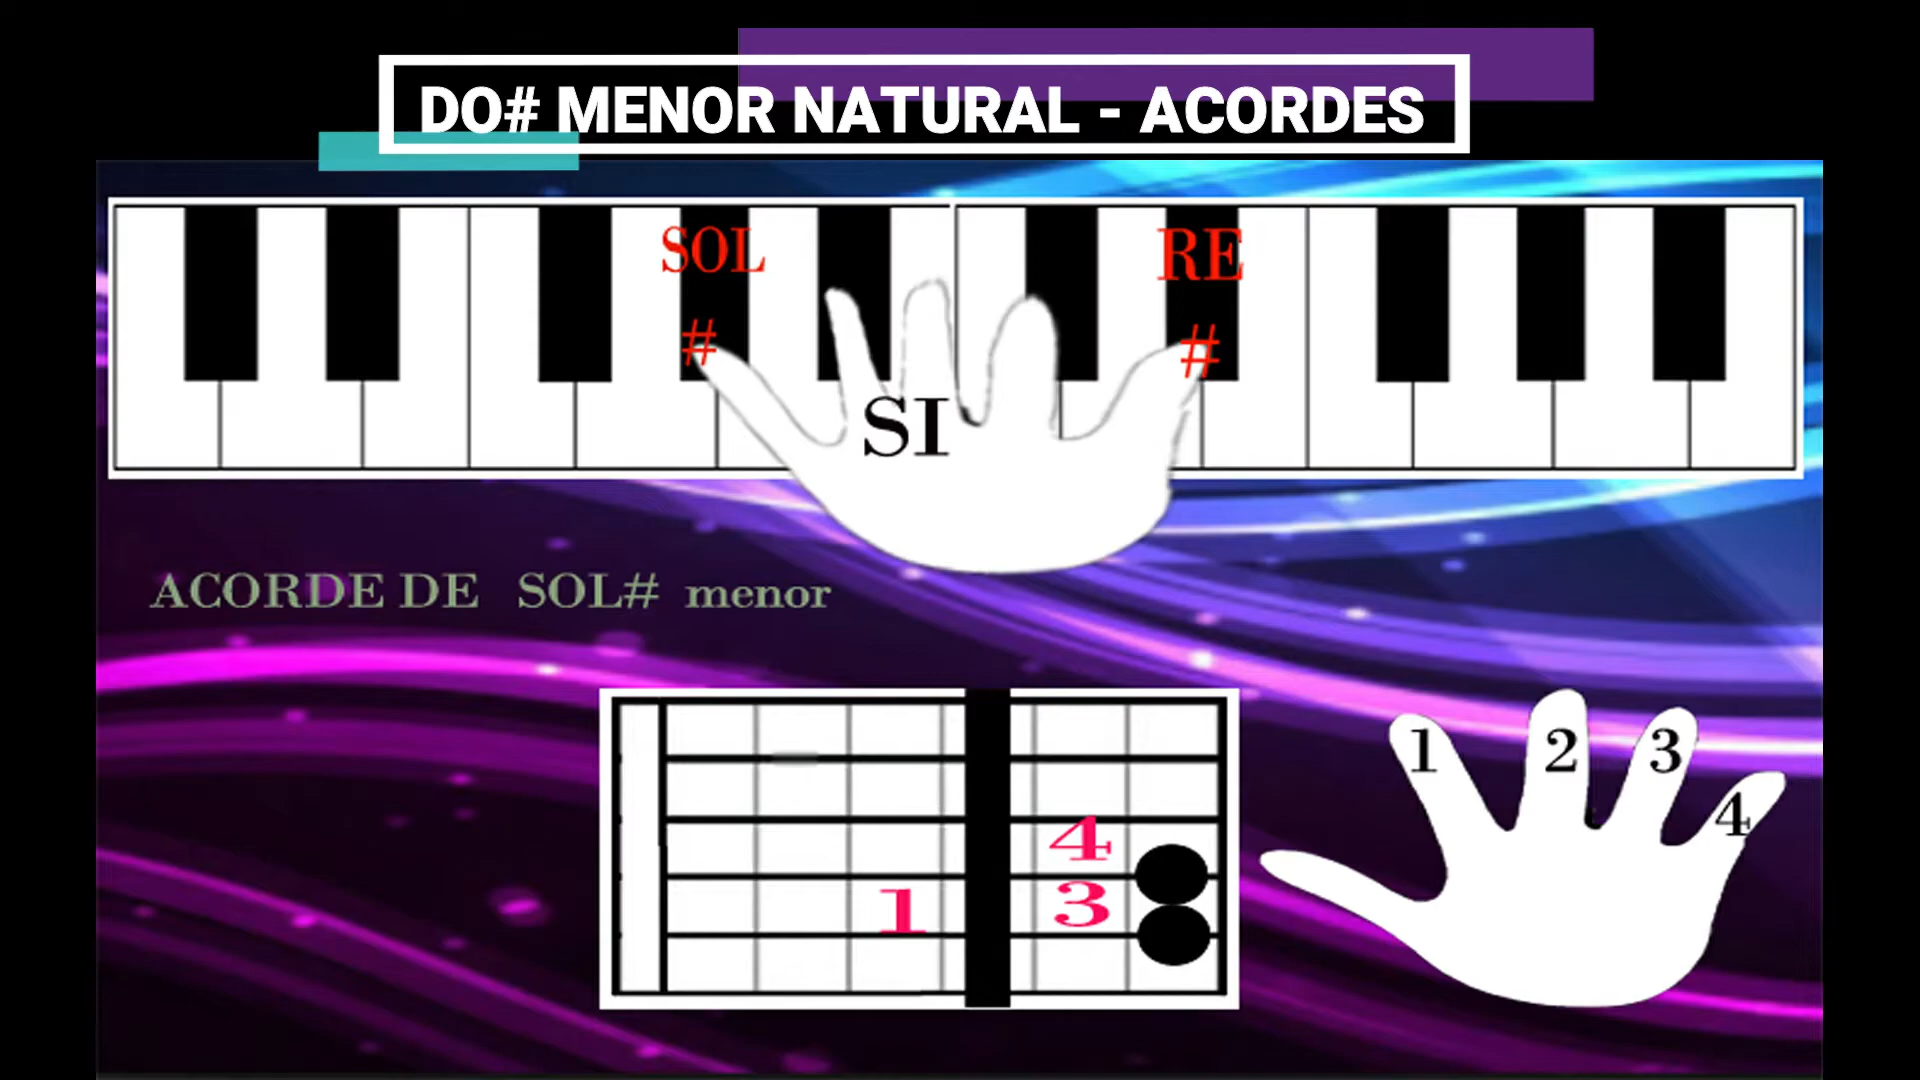 DO# MENOR NATURAL - ACORDES
SOL
RE
#
#
SI
ACORDE DE SOL# menor
1
2
3
4
4
3
1